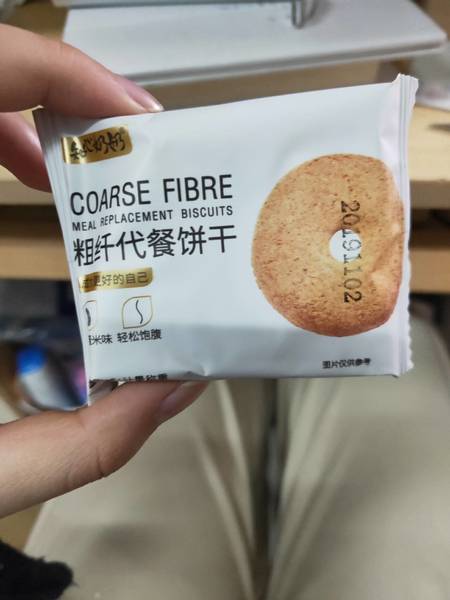 COARSE FIBRE
MEAL REPLACEMENT BISCUITS
粗纤代餐饼干
更好的自己
米味 轻松饱腹
20191102
图片仅供参考